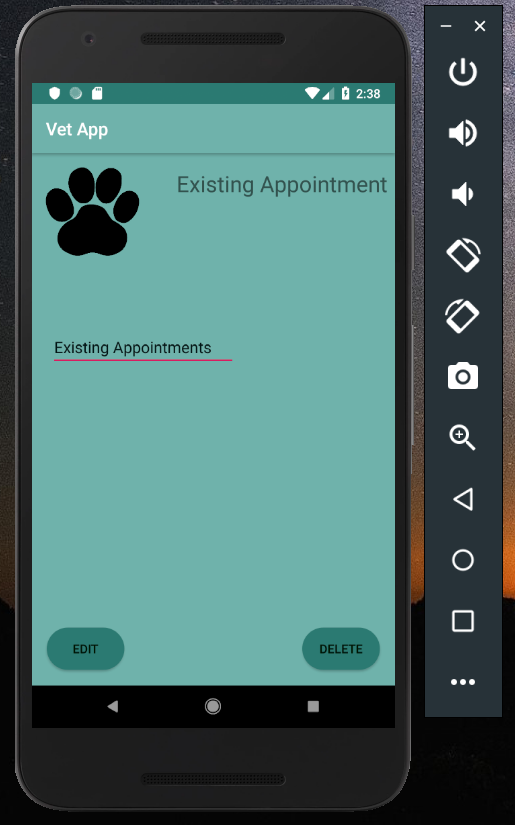 2:38
Vet App
Existing Appointment
Existing Appointments
EDIT
DELETE